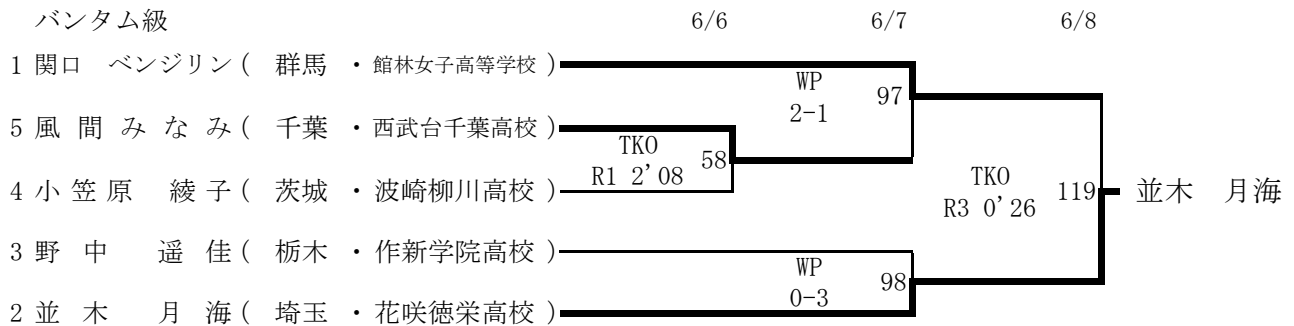 バンタム級 6/6 6/7 6/8
1 関口 ベンジリン ( 群馬 ・ 館林女子高等学校 )
WP 97
2-1
5 風間みなみ ( 千葉 ・ 西武台千葉高校 )
TKO 58
R1 2'08
4 小笠原 綾子 ( 茨城 ・ 波崎柳川高校 )
TKO 119 並木 月海
R3 0'26
3 野中 遥佳 ( 栃木 ・ 作新学院高校 )
WP 98
0-3
2 並木 月海 ( 埼玉 ・ 花咲徳栄高校 )